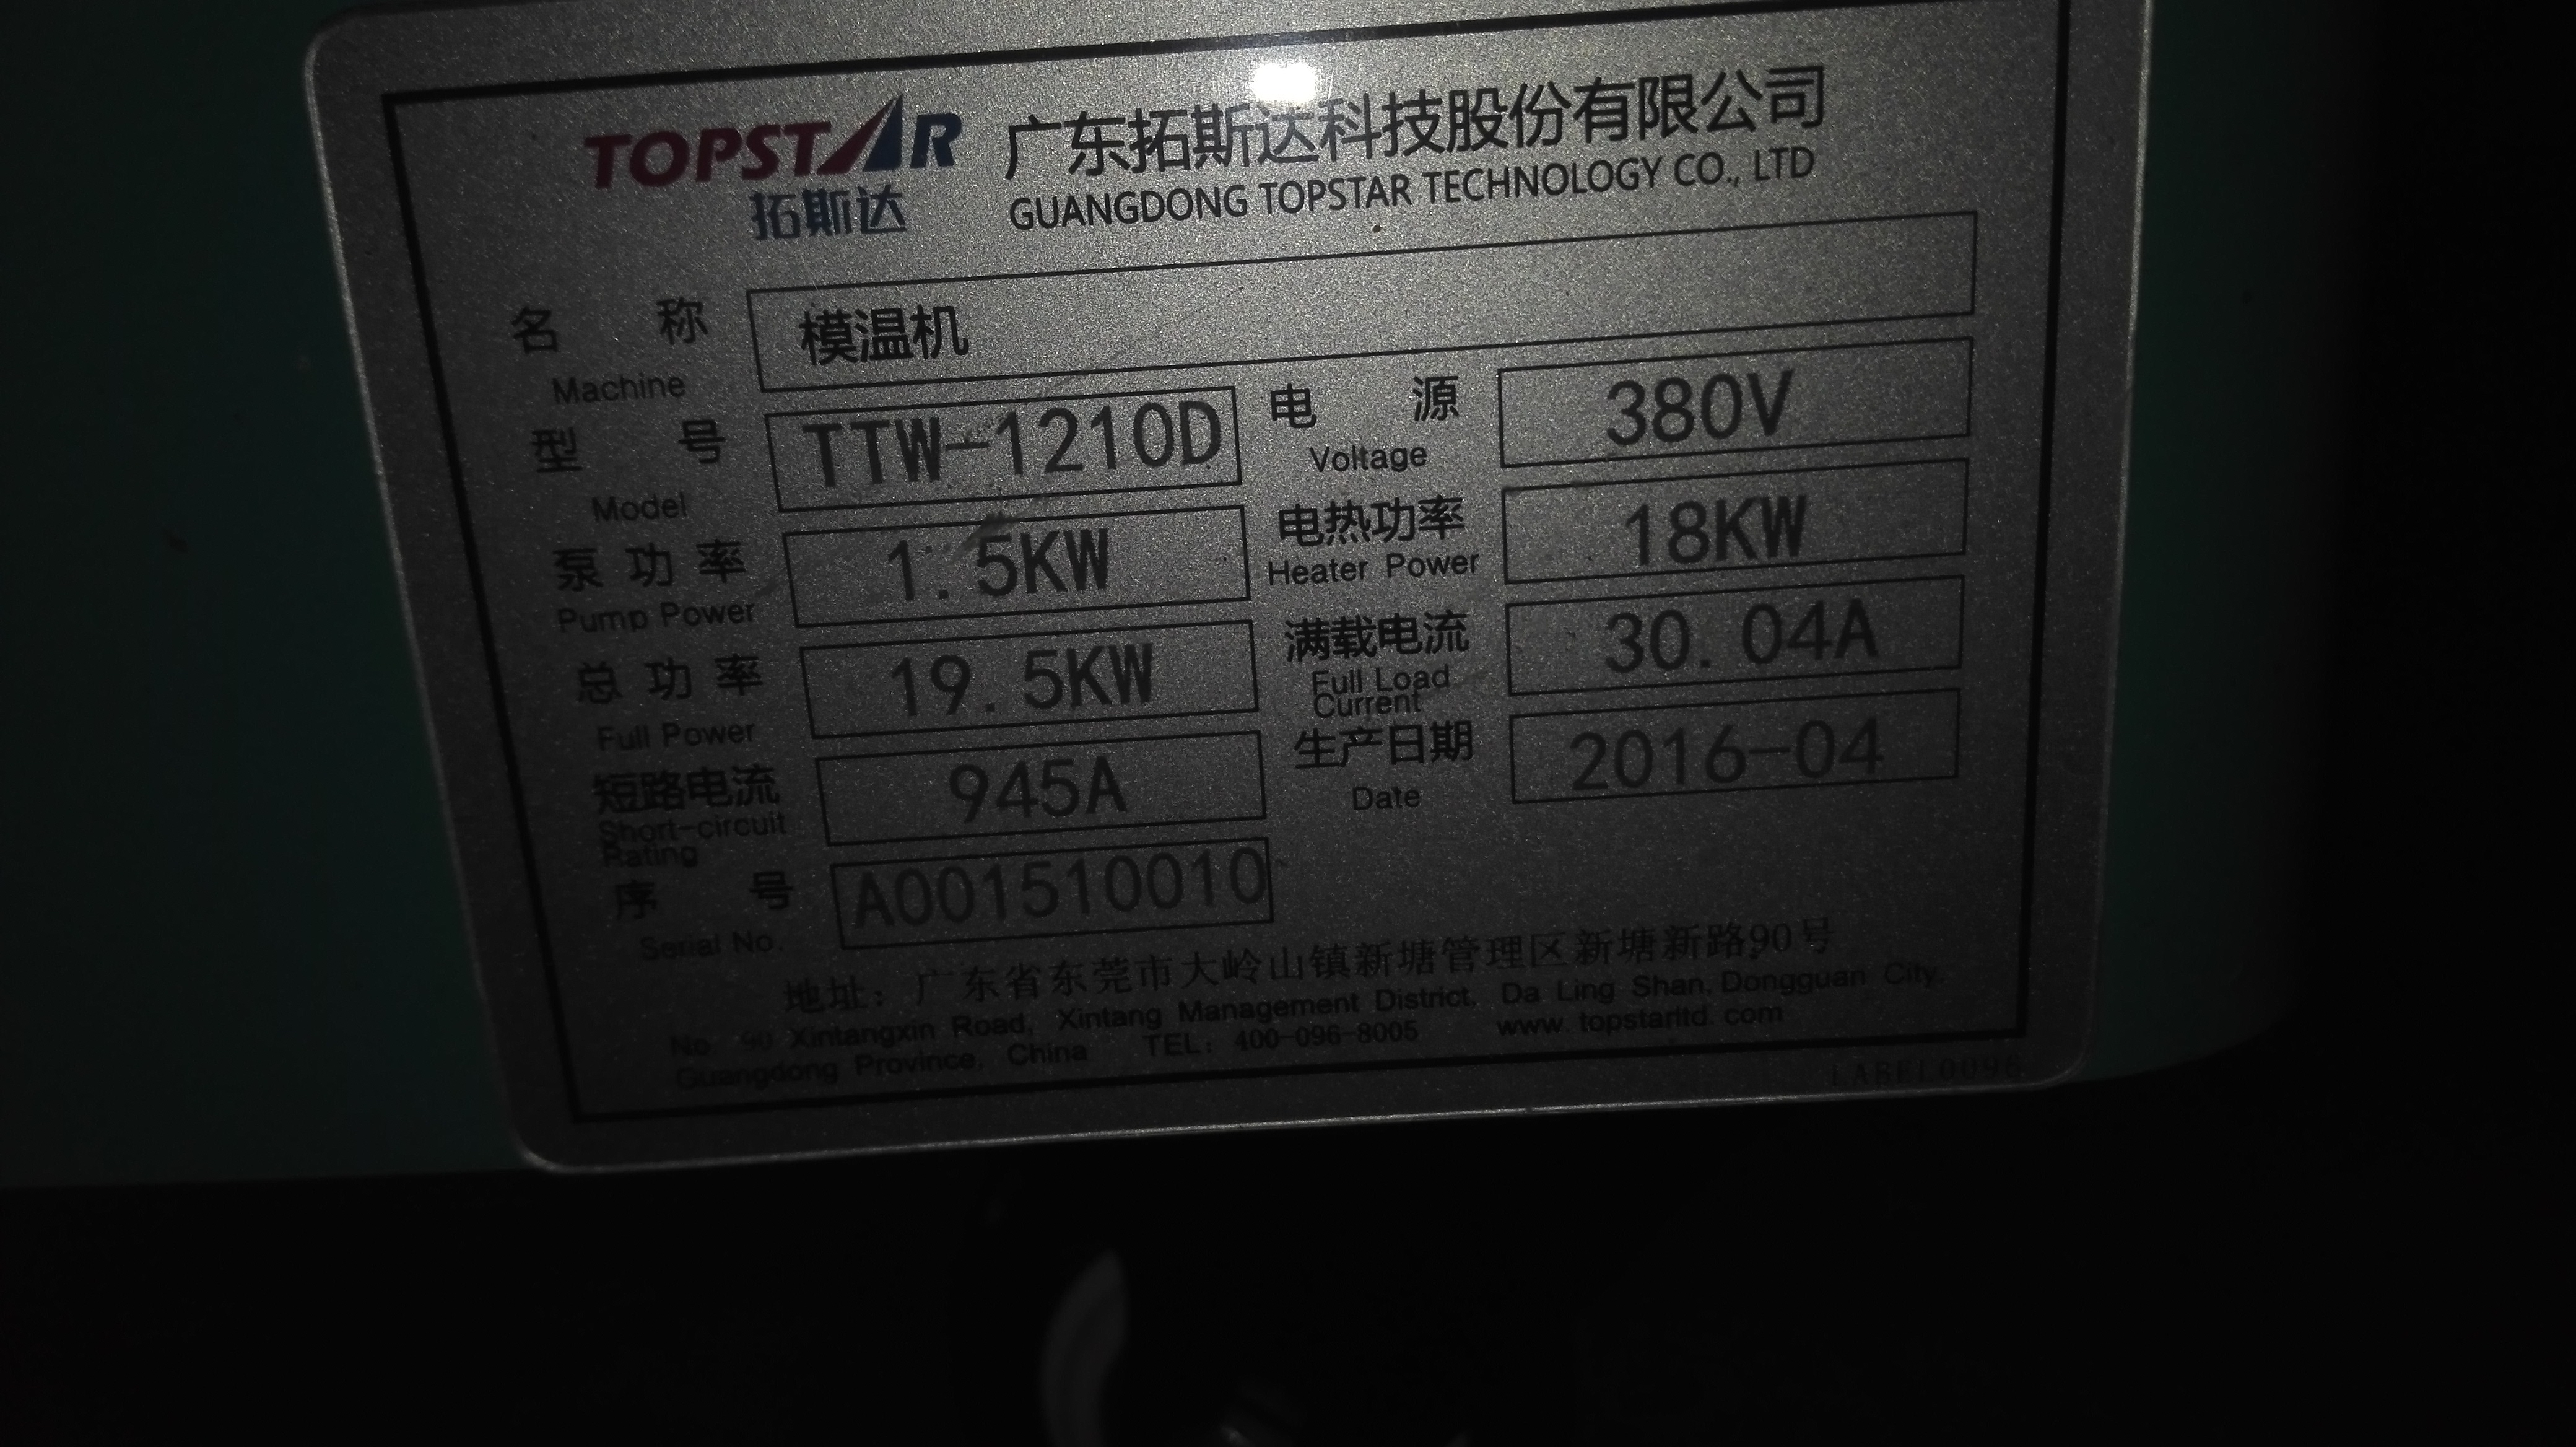 TOPSTAR 广东拓斯达科技股份有限公司
拓斯达 GUANGDONG TOPSTAR TECHNOLOGY CO., LTD
名 称 模温机
Machine
型 号 TTW-1210D 电 源 380V
Model Voltage
泵功率 1.5KW 电热功率 18KW
Pump Power Heater Power
总功率 19.5KW 满载电流 30.04A
Full Power Full Load Current
短路电流 945A 生产日期 2016-04
Short-circuit Rating Date
序 号 A001510010
Serial No.
地址：广东省东莞市大岭山镇新塘管理区新塘新路90号
No. 90 Xintangxin Road, Xintang Management District, Da Ling Shan, Dongguan City,
Guangdong Province, China TEL: 400-096-8005 www.topstarltd.com